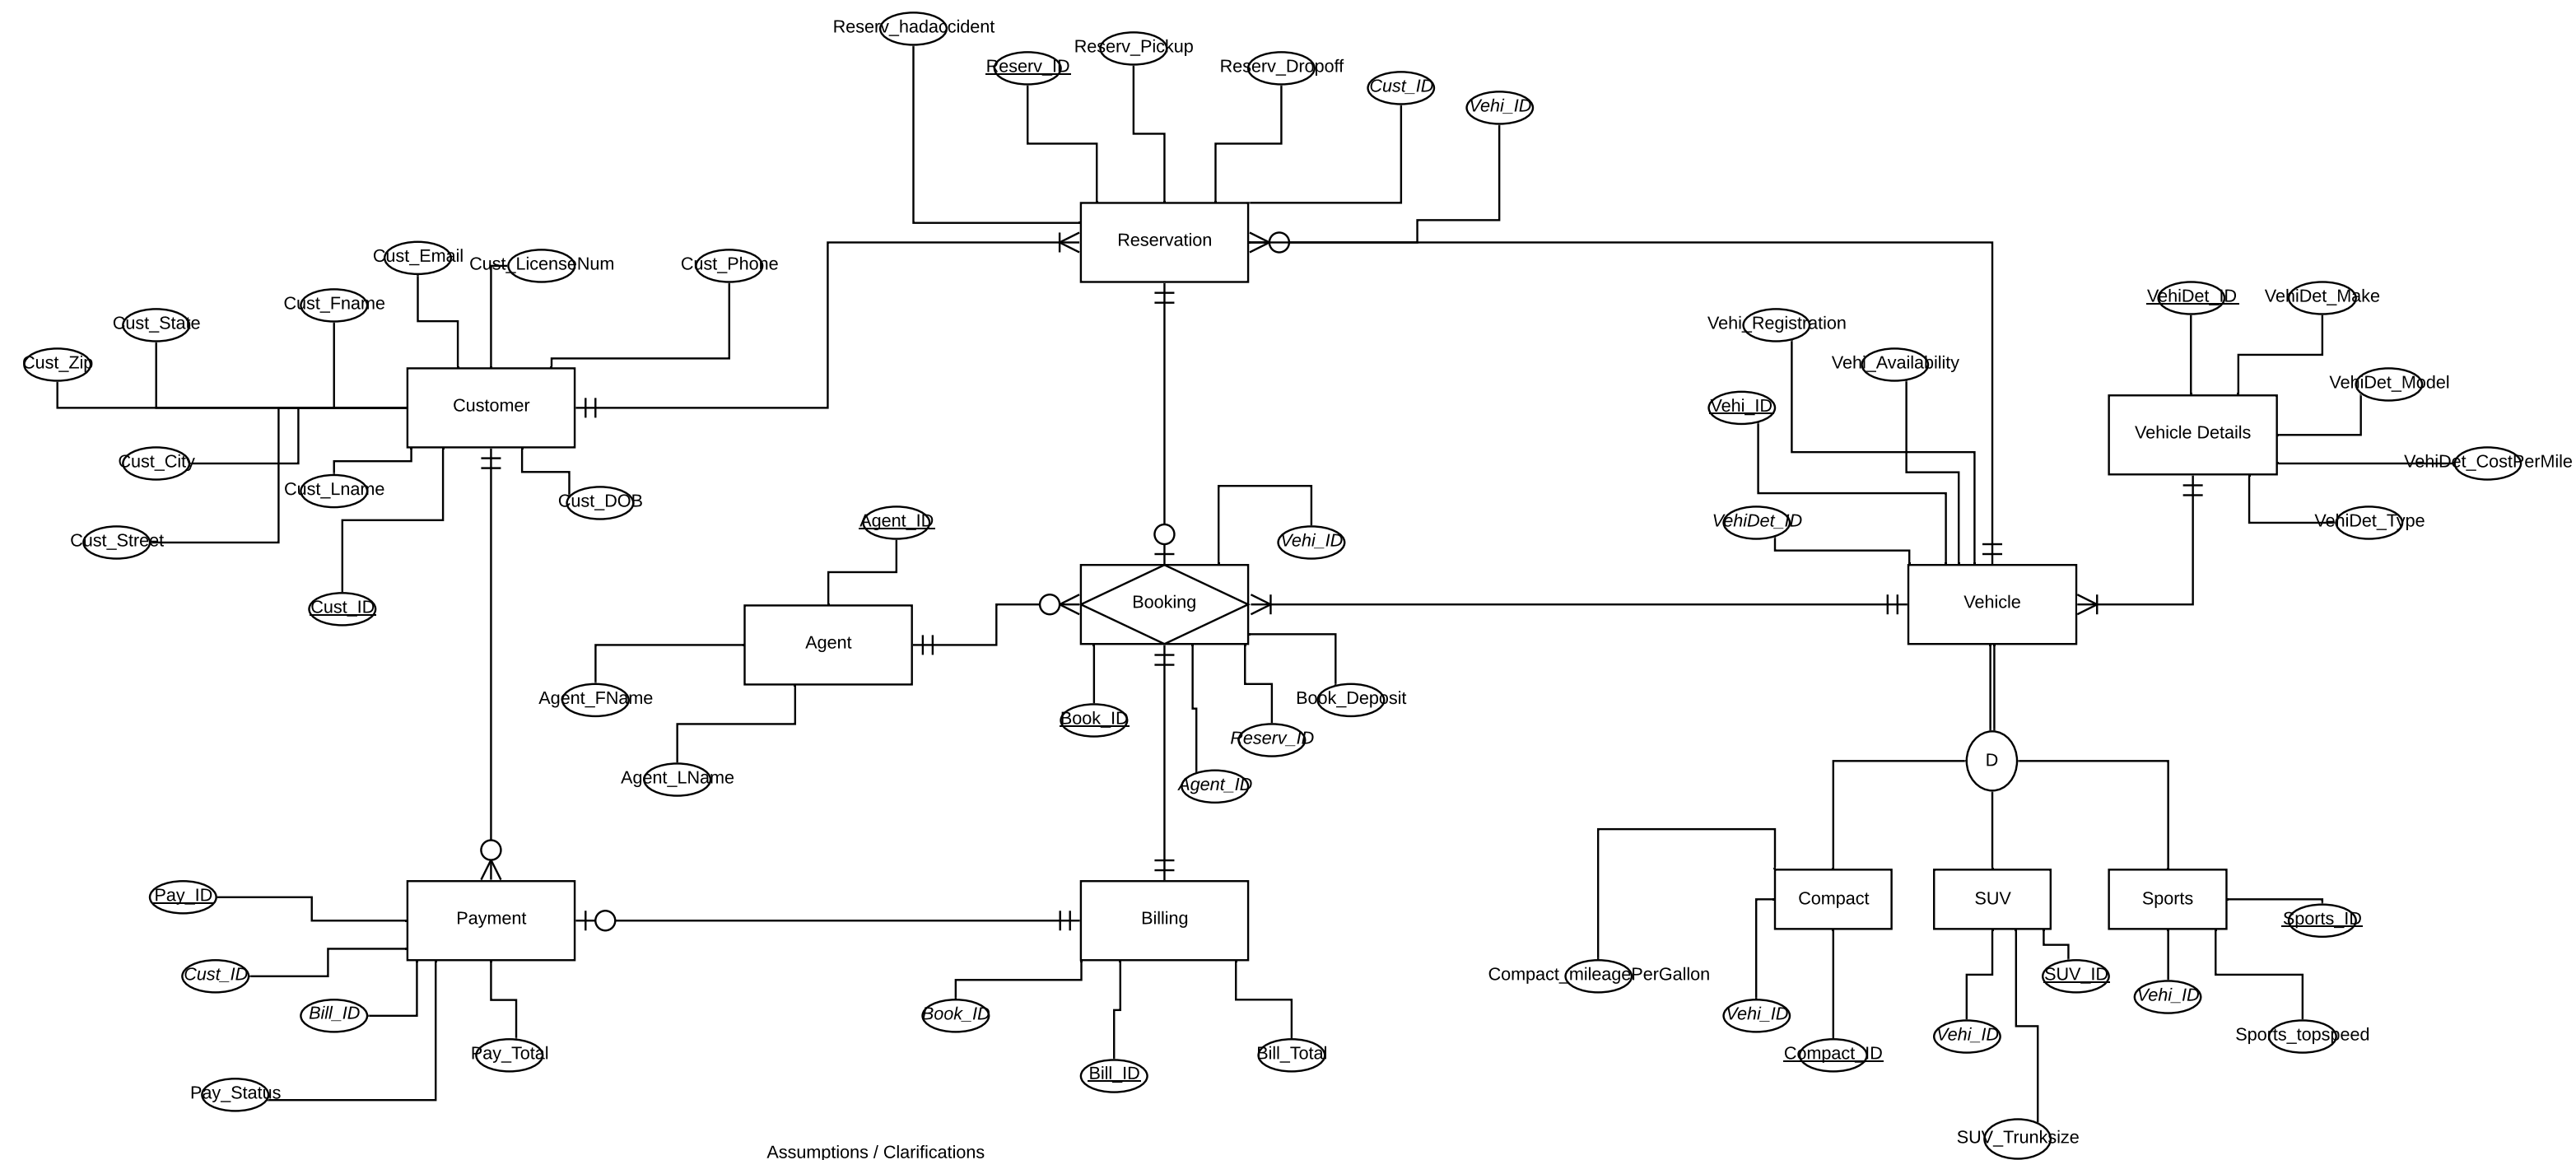 Reserv_hadaccident
Reserv_ID
Reserv_Pickup
Reserv_Dropoff
Cust_ID
Vehi_ID
Reservation
Cust_Email
Cust_LicenseNum
Cust_Phone
Cust_Fname
Cust_State
Cust_Zip
Customer
Cust_City
Cust_Lname
Cust_DOB
Cust_Street
Cust_ID
Vehi_Registration
Vehi_Availability
Vehi_ID
VehiDet_ID
VehiDet_ID
VehiDet_Make
VehiDet_Model
Vehicle Details
VehiDet_CostPerMile
VehiDet_Type
Agent_ID
Agent
Agent_FName
Agent_LName
Vehi_ID
Booking
Book_ID
Agent_ID
Reserv_ID
Book_Deposit
Vehicle
D
Pay_ID
Payment
Cust_ID
Bill_ID
Pay_Total
Pay_Status
Billing
Book_ID
Bill_ID
Bill_Total
Compact
Compact_mileagePerGallon
Vehi_ID
Compact_ID
SUV
SUV_ID
Vehi_ID
SUV_Trunksize
Sports
Sports_ID
Vehi_ID
Sports_topspeed
Assumptions / Clarifications